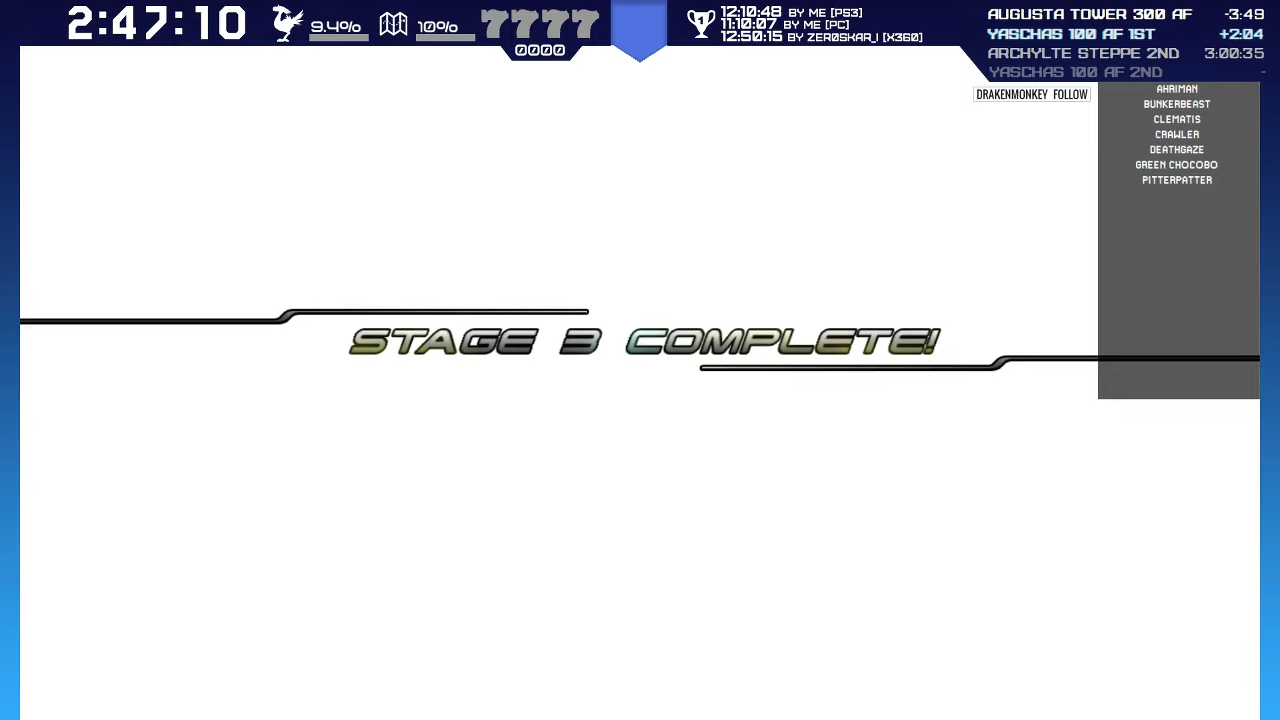 2:47:10
9.4%
10%
7777
0000
12:10:48 BY ME [PS3]
11:10:07 BY ME [PC]
12:50:15 BY ZER0SKAR_I [X360]
AUGUSTA TOWER 300 AF -3:49
YASCHAS 100 AF 1ST +2:04
ARCHYLTE STEPPE 2ND 3:00:35
YASCHAS 100 AF 2ND -
DRAKENMONKEY FOLLOW
AHRIMAN
BUNKERBEAST
CLEMATIS
CRAWLER
DEATHGAZE
GREEN CHOCOBO
PITTERPATTER
STAGE 3 COMPLETE!